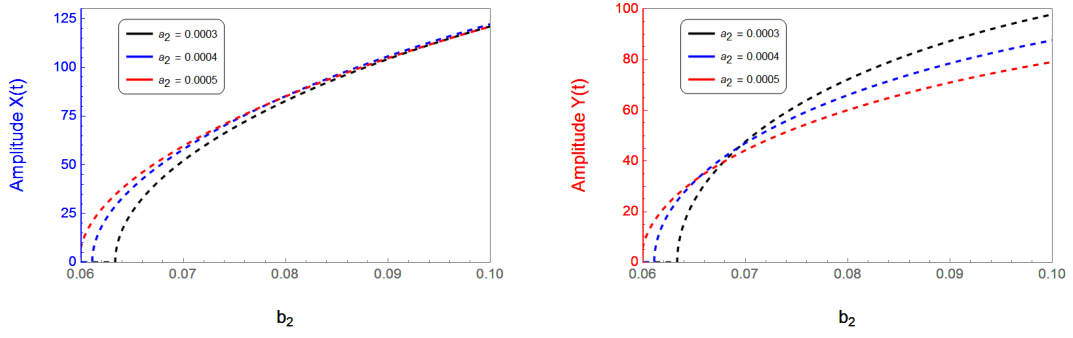 125
100
75
50
25
0
Amplitude X(t)
a2 = 0.0003
a2 = 0.0004
a2 = 0.0005
0.06 0.07 0.08 0.09 0.10
b2
100
80
60
40
20
0
Amplitude Y(t)
a2 = 0.0003
a2 = 0.0004
a2 = 0.0005
0.06 0.07 0.08 0.09 0.10
b2